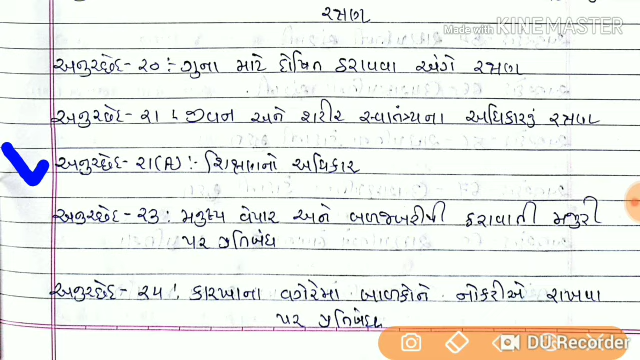 રક્ષણ
Made with KINEMASTER
અનુચ્છેદ-૨૦ : ગુના માટે દોષિત ઠરાવવા અંગે રક્ષણ
અનુચ્છેદ-૨૧ : જીવન અને શરીર સ્વાતંત્ર્યના અધિકારનું રક્ષણ
અનુચ્છેદ-૨૧(A) : શિક્ષણનો અધિકાર
અનુચ્છેદ-૨૩ : મનુષ્ય વેપાર અને બળજબરીથી કરાવાતી મજુરી
પર પ્રતિબંધ
અનુચ્છેદ-૨૪ : કારખાના વગેરેમાં બાળકોને નોકરીએ રાખવા
પર પ્રતિબંધ
DU Recorder